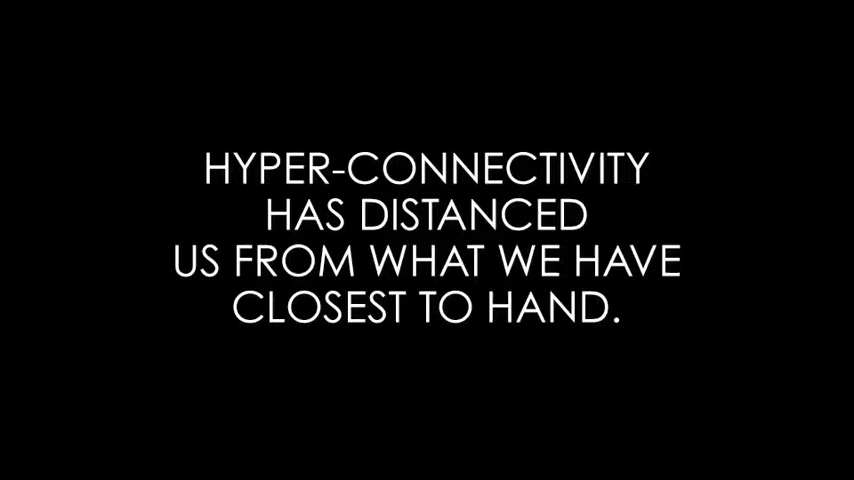 HYPER-CONNECTIVITY
HAS DISTANCED
US FROM WHAT WE HAVE
CLOSEST TO HAND.